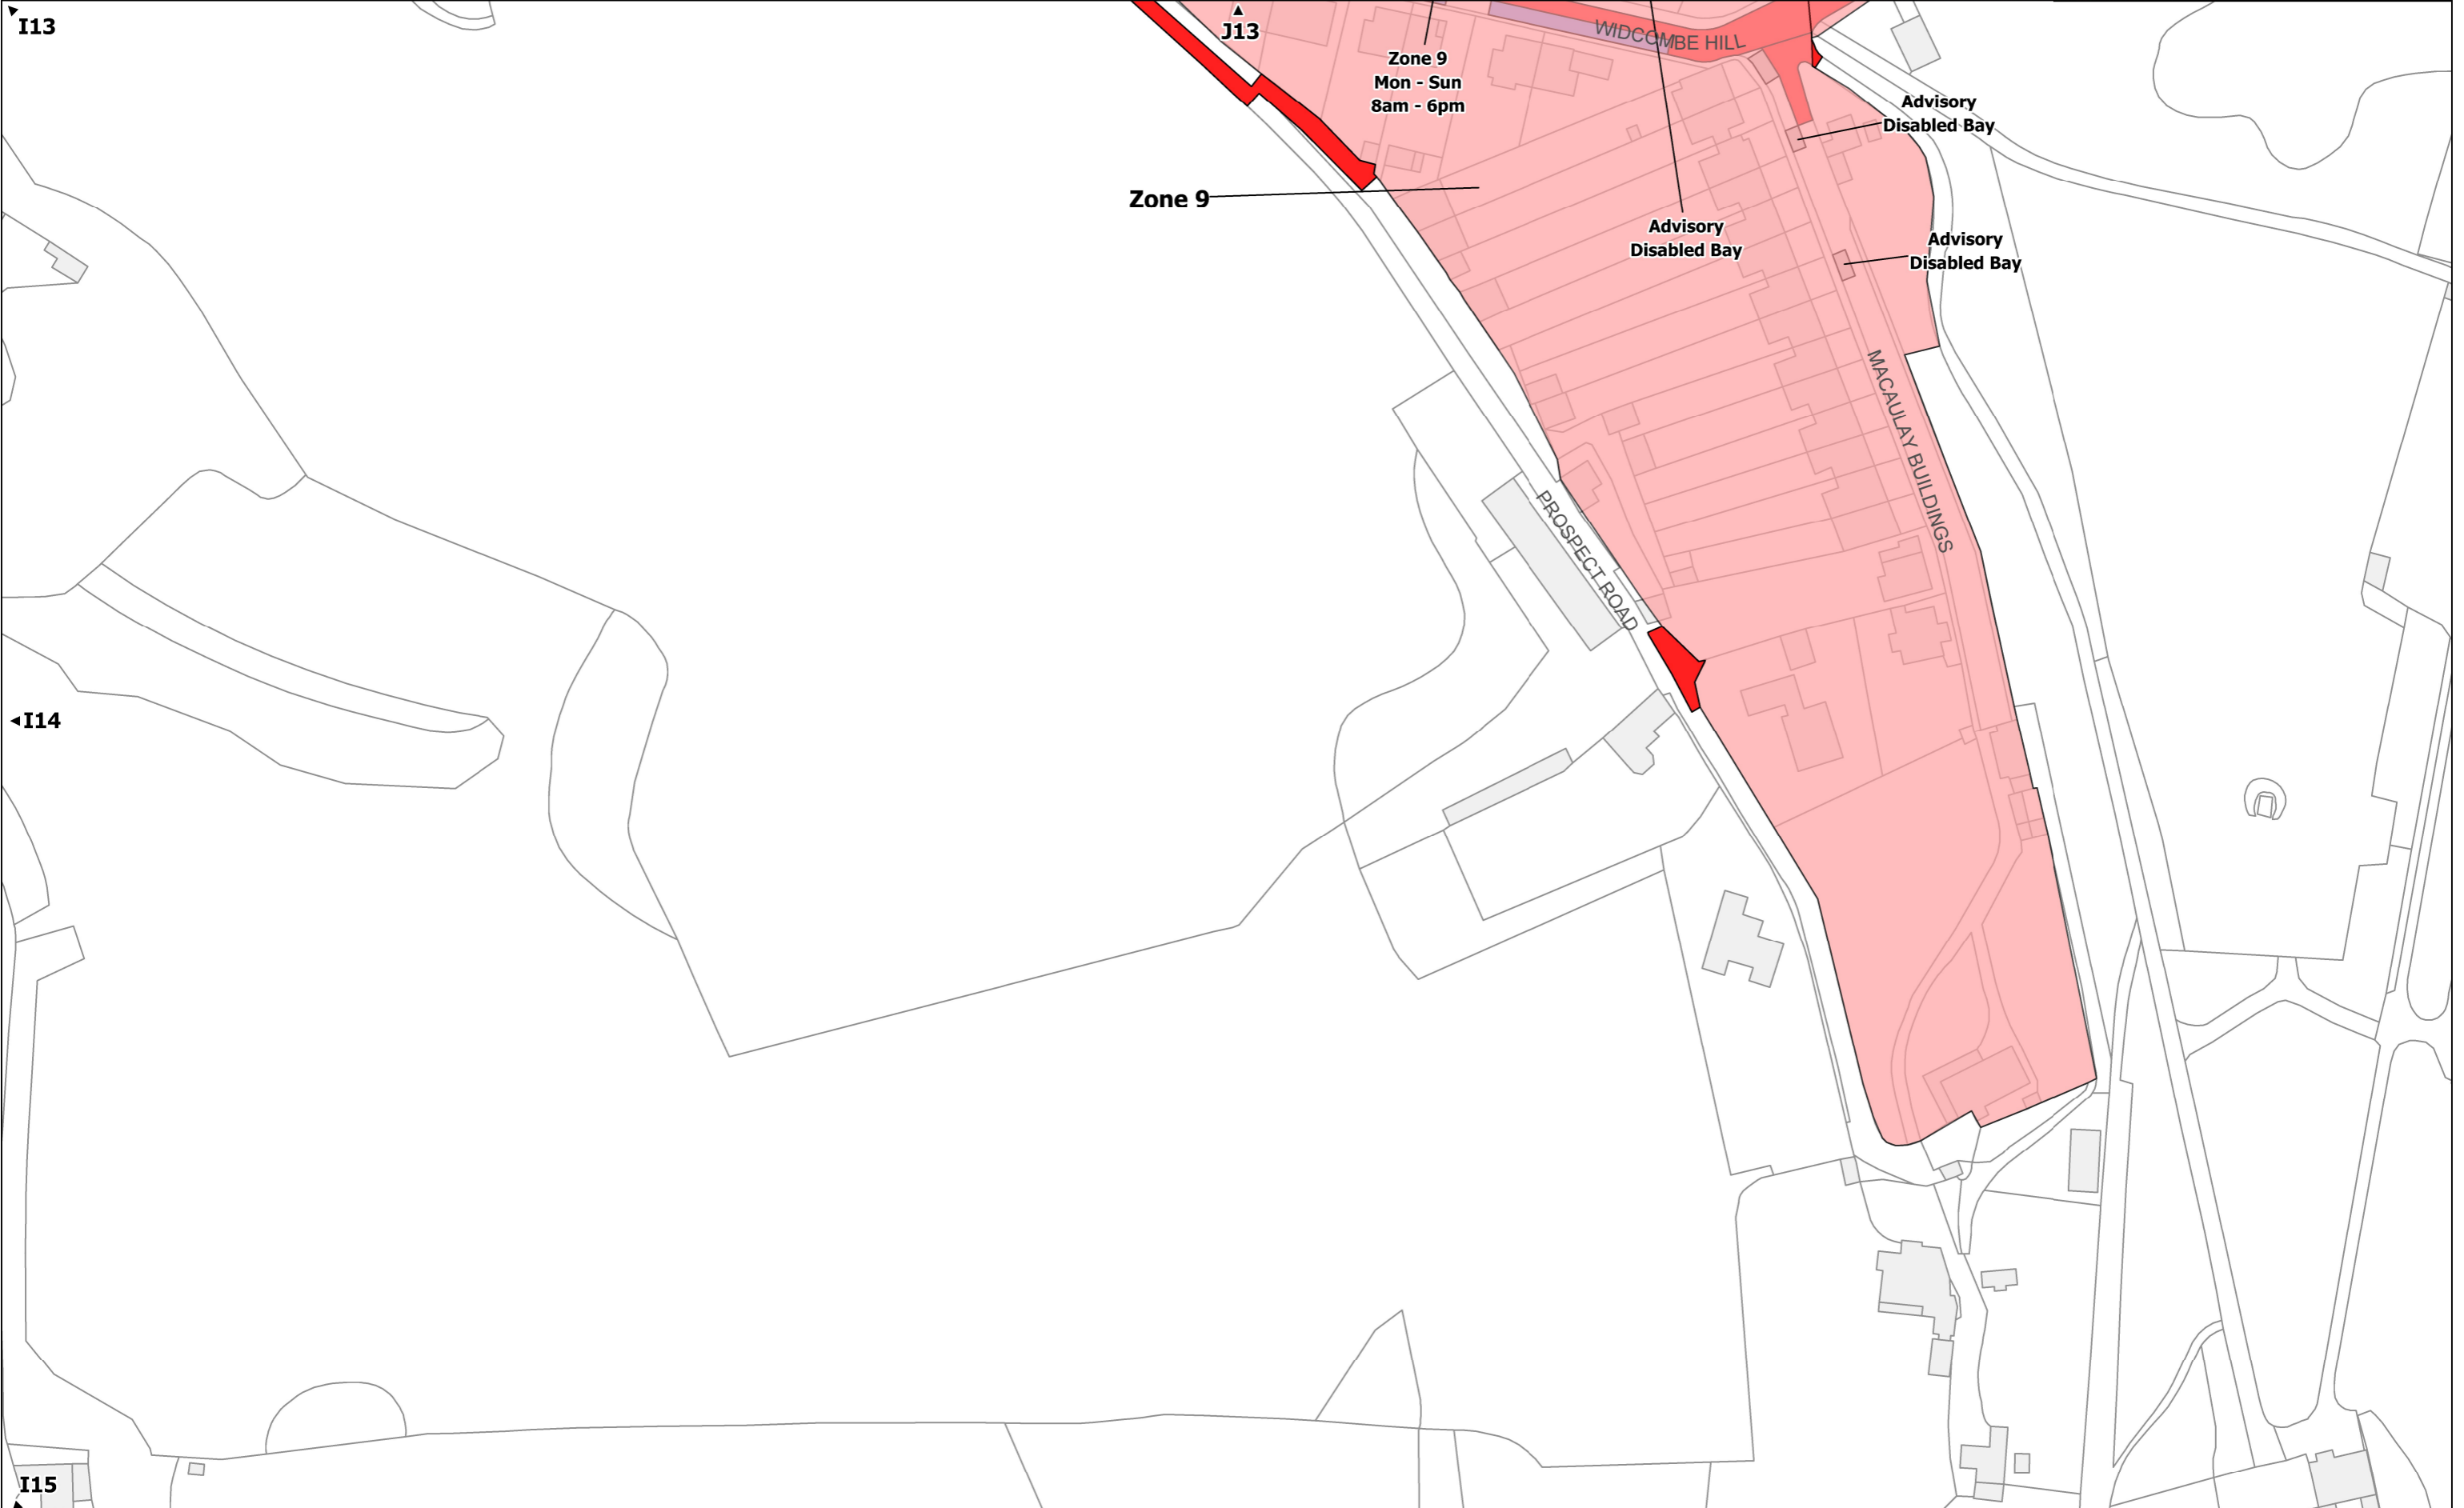 I13
J13
WIDCOMBE HILL
Zone 9
Mon - Sun
8am - 6pm
Advisory
Disabled Bay
Zone 9
Advisory
Disabled Bay
Advisory
Disabled Bay
MACAULAY BUILDINGS
PROSPECT ROAD
I14
I15